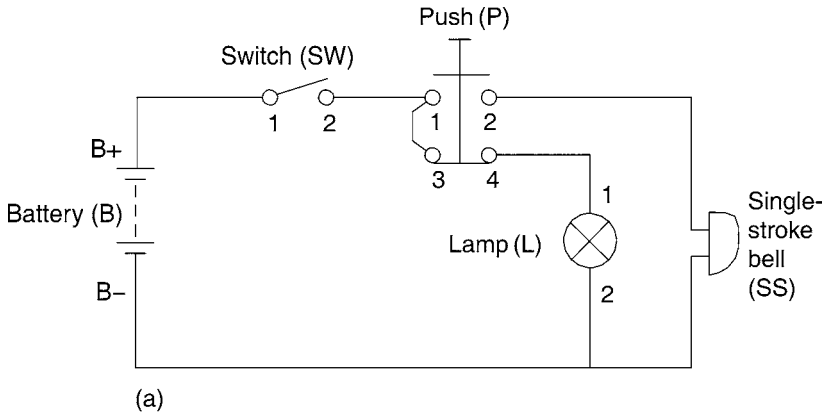 Push (P)
Switch (SW)
1 2 1 2
B+
3 4
Battery (B)
1
Lamp (L)
Single-
stroke
bell
(SS)
B–
2
(a)